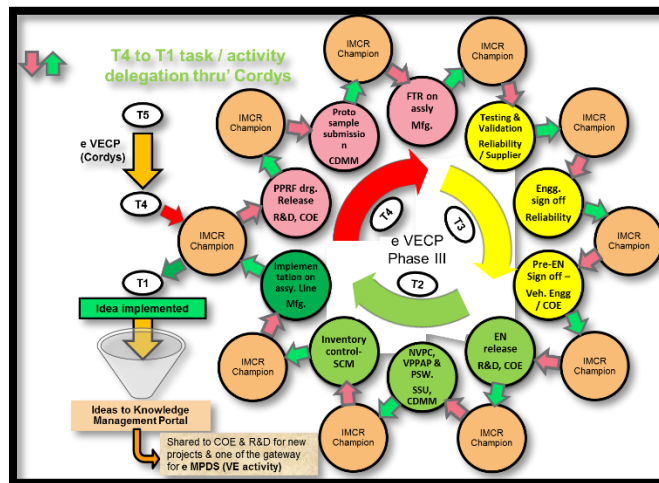 T4 to T1 task / activity
delegation thru' Cordys
T5
e VECP
(Cordys)
T4
T1
Idea implemented
Ideas to Knowledge
Management Portal
Shared to COE & R&D for new
projects & one of the gateway
for e MPDS (VE activity)
IMCR
Champion
PPRF drg.
Release
R&D, COE
IMCR
Champion
Proto
sample
submissio
n
CDMM
IMCR
Champion
FTR on
assly
Mfg.
IMCR
Champion
Testing &
Validation
Reliability
/ Supplier
IMCR
Champion
Engg.
sign off
Reliability
IMCR
Champion
Pre-EN
Sign off –
Veh. Engg
/ COE
IMCR
Champion
EN
release
R&D, COE
IMCR
Champion
NVPC,
VPPAP &
PSW.
SSU,
CDMM
IMCR
Champion
Inventory
control-
SCM
IMCR
Champion
Implemen
tation on
assy. Line
Mfg.
T4
T3
e VECP
Phase III
T2